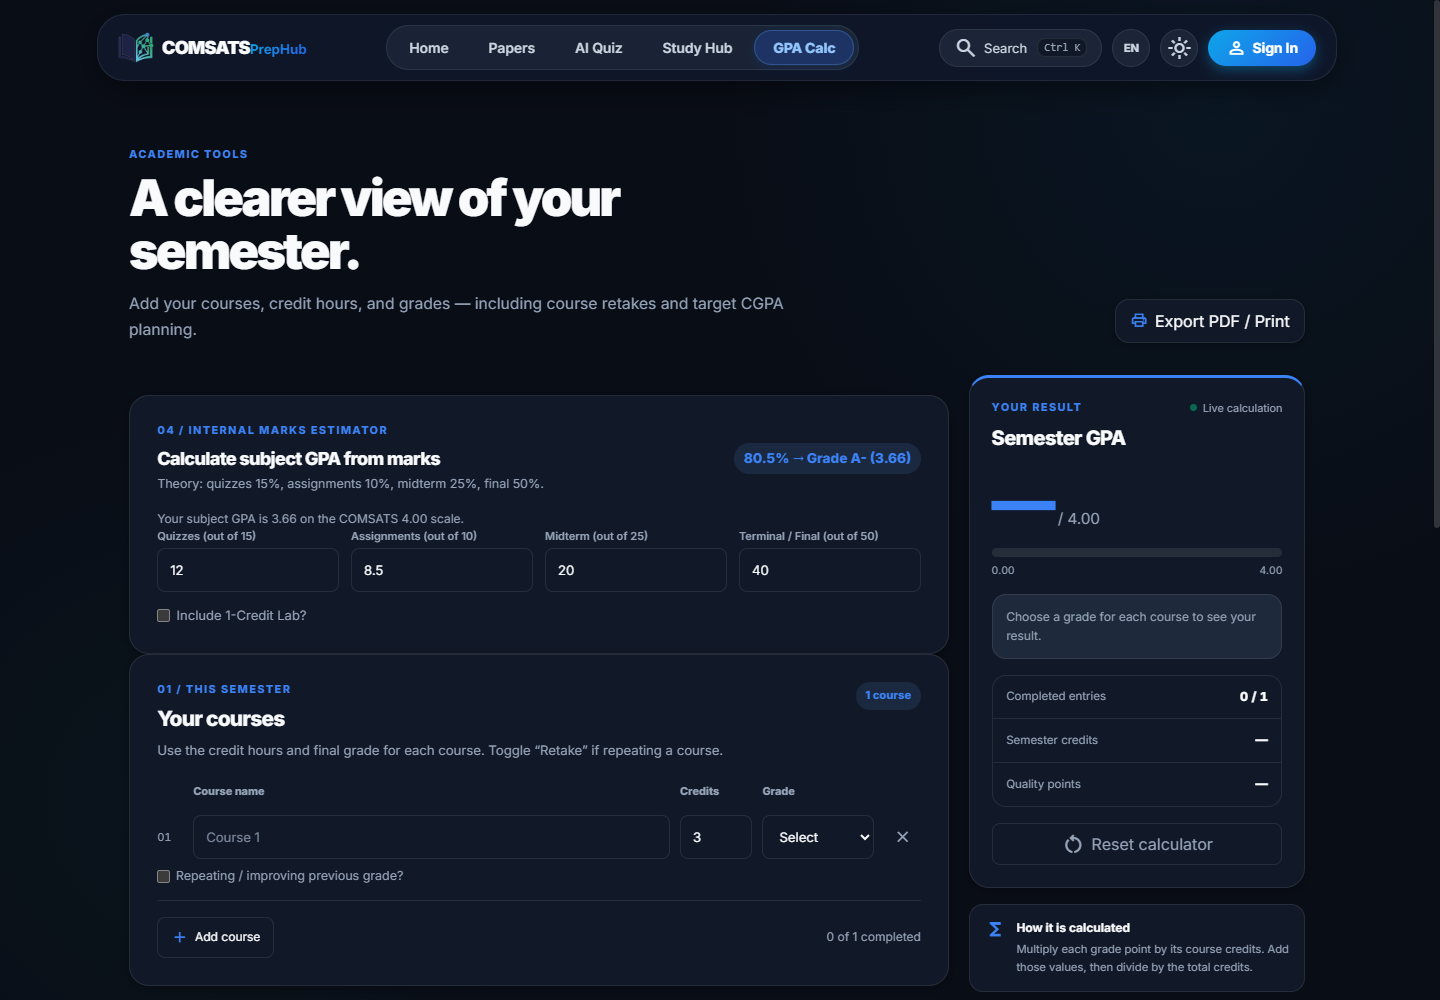 COMSATSPrepHub
Home
Papers
AI Quiz
Study Hub
GPA Calc
Search Ctrl K
EN
Sign In
ACADEMIC TOOLS
A clearer view of your
semester.
Add your courses, credit hours, and grades — including course retakes and target CGPA
planning.
Export PDF / Print
04 / INTERNAL MARKS ESTIMATOR
Calculate subject GPA from marks
80.5% → Grade A- (3.66)
Theory: quizzes 15%, assignments 10%, midterm 25%, final 50%.
Your subject GPA is 3.66 on the COMSATS 4.00 scale.
Quizzes (out of 15)
Assignments (out of 10)
Midterm (out of 25)
Terminal / Final (out of 50)
12
8.5
20
40
Include 1-Credit Lab?
01 / THIS SEMESTER
1 course
Your courses
Use the credit hours and final grade for each course. Toggle “Retake” if repeating a course.
Course name
Credits
Grade
01
Course 1
3
Select
Repeating / improving previous grade?
Add course
0 of 1 completed
YOUR RESULT
Live calculation
Semester GPA
/ 4.00
0.00
4.00
Choose a grade for each course to see your
result.
Completed entries
0 / 1
Semester credits
—
Quality points
—
Reset calculator
How it is calculated
Multiply each grade point by its course credits. Add
those values, then divide by the total credits.